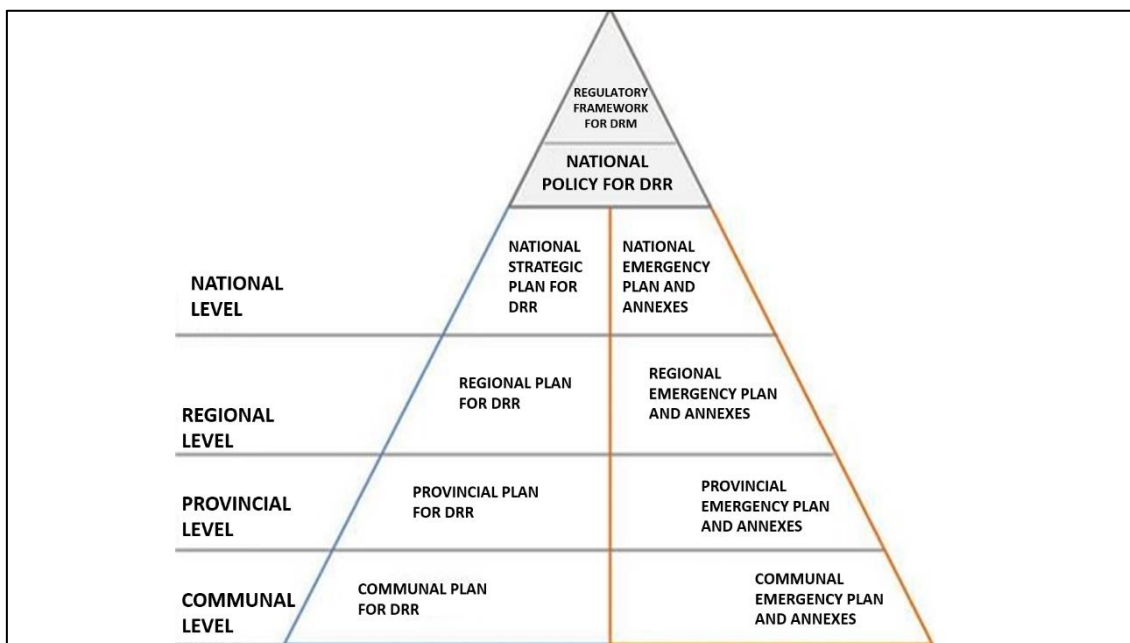 REGULATORY
FRAMEWORK
FOR DRM
NATIONAL
POLICY FOR DRR
NATIONAL
LEVEL
NATIONAL
STRATEGIC
PLAN FOR
DRR
NATIONAL
EMERGENCY
PLAN AND
ANNEXES
REGIONAL
LEVEL
REGIONAL PLAN
FOR DRR
REGIONAL
EMERGENCY PLAN
AND ANNEXES
PROVINCIAL
LEVEL
PROVINCIAL PLAN
FOR DRR
PROVINCIAL
EMERGENCY PLAN
AND ANNEXES
COMMUNAL
LEVEL
COMMUNAL PLAN
FOR DRR
COMMUNAL
EMERGENCY PLAN
AND ANNEXES